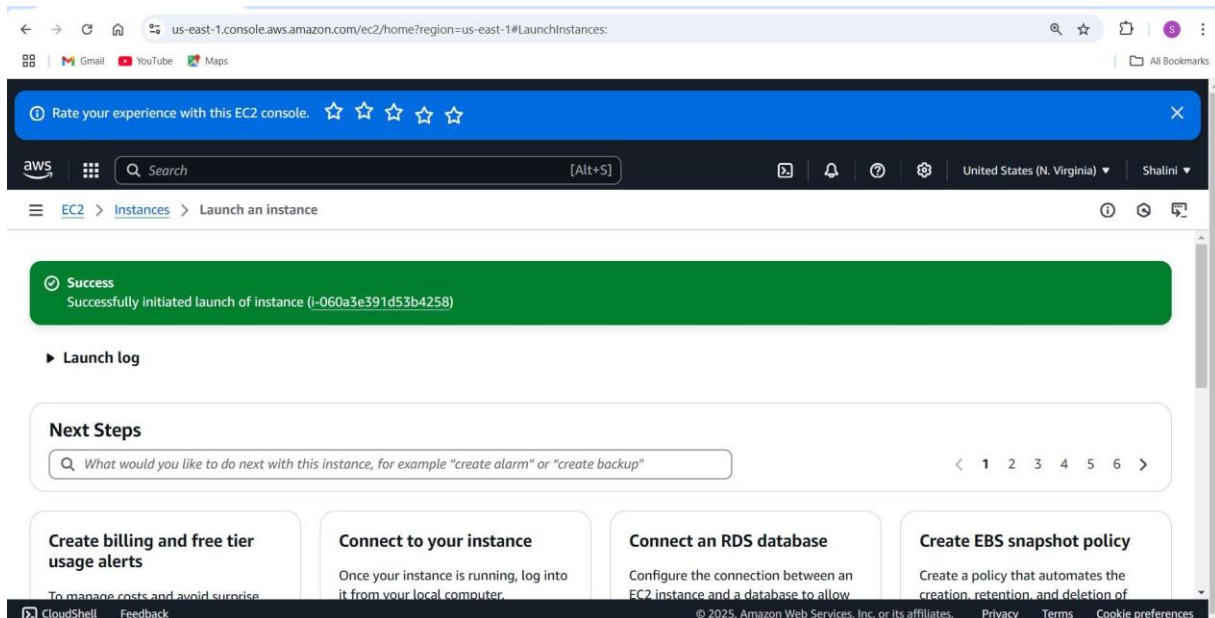 us-east-1.console.aws.amazon.com/ec2/home?region=us-east-1#LaunchInstances:
S
Gmail YouTube Maps All Bookmarks
Rate your experience with this EC2 console.
aws Search [Alt+S] United States (N. Virginia) Shalini
EC2 > Instances > Launch an instance
Success
Successfully initiated launch of instance (i-060a3e391d53b4258)
Launch log
Next Steps
What would you like to do next with this instance, for example "create alarm" or "create backup"
1 2 3 4 5 6
Create billing and free tier
usage alerts
To manage costs and avoid surprise
Connect to your instance
Once your instance is running, log into
it from your local computer.
Connect an RDS database
Configure the connection between an
EC2 instance and a database to allow
Create EBS snapshot policy
Create a policy that automates the
creation, retention, and deletion of
CloudShell Feedback © 2025, Amazon Web Services, Inc. or its affiliates. Privacy Terms Cookie preferences